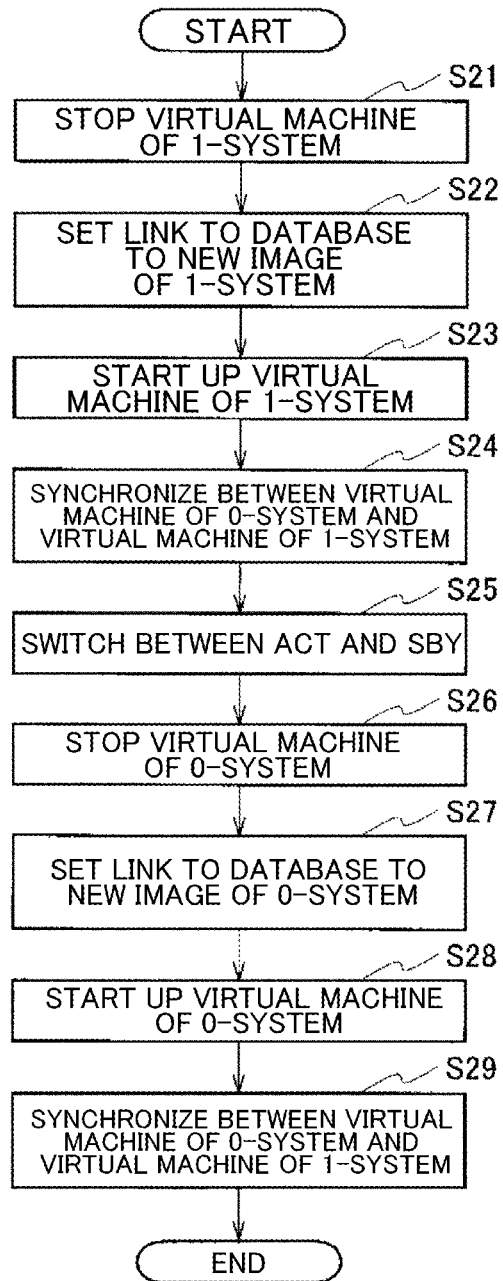 START
S21
STOP VIRTUAL MACHINE
OF 1-SYSTEM
S22
SET LINK TO DATABASE
TO NEW IMAGE
OF 1-SYSTEM
S23
START UP VIRTUAL
MACHINE OF 1-SYSTEM
S24
SYNCHRONIZE BETWEEN VIRTUAL
MACHINE OF 0-SYSTEM AND
VIRTUAL MACHINE OF 1-SYSTEM
S25
SWITCH BETWEEN ACT AND SBY
S26
STOP VIRTUAL MACHINE
OF 0-SYSTEM
S27
SET LINK TO DATABASE TO
NEW IMAGE OF 0-SYSTEM
S28
START UP VIRTUAL MACHINE
OF 0-SYSTEM
S29
SYNCHRONIZE BETWEEN VIRTUAL
MACHINE OF 0-SYSTEM AND
VIRTUAL MACHINE OF 1-SYSTEM
END